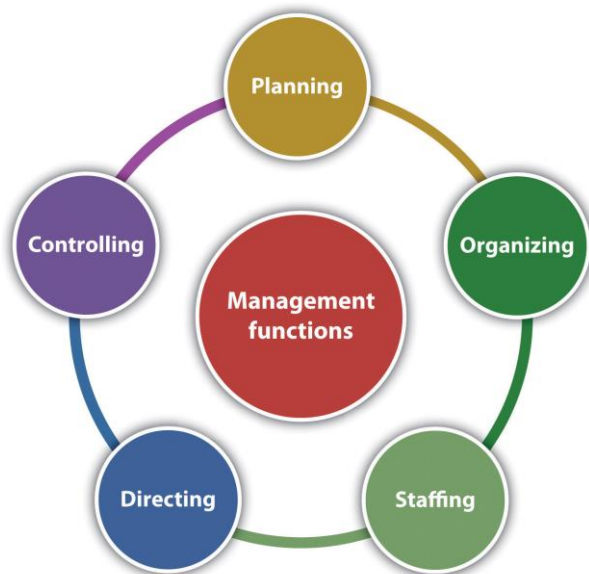 Planning
Organizing
Staffing
Directing
Controlling
Management
functions